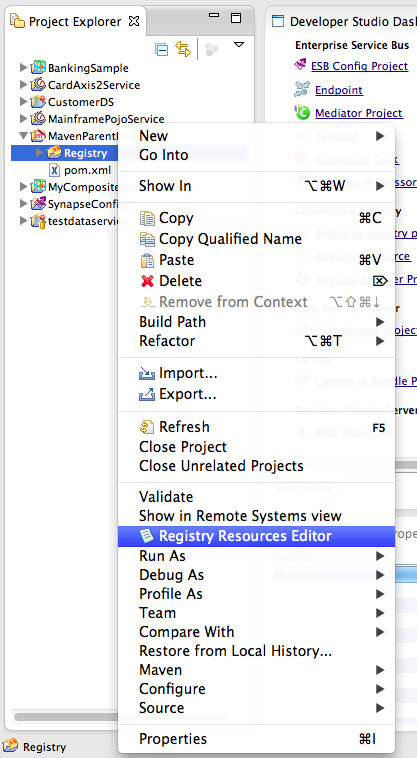 Project Explorer
Developer Studio Das
Enterprise Service Bus
ESB Config Project
Endpoint
Mediator Project
BankingSample
CardAxis2Service
CustomerDS
MainframePojoService
MavenParent
Registry
pom.xml
MyComposite
SynapseConfi
testdataservic
New
Go Into
Show In ⌥⌘W
Copy ⌘C
Copy Qualified Name
Paste ⌘V
Delete ⌦
Remove from Context ⌥⇧⌘↓
Build Path
Refactor ⌥⌘T
Import...
Export...
Refresh F5
Close Project
Close Unrelated Projects
Validate
Show in Remote Systems view
Registry Resources Editor
Run As
Debug As
Profile As
Team
Compare With
Restore from Local History...
Maven
Configure
Source
Properties ⌘I
Registry